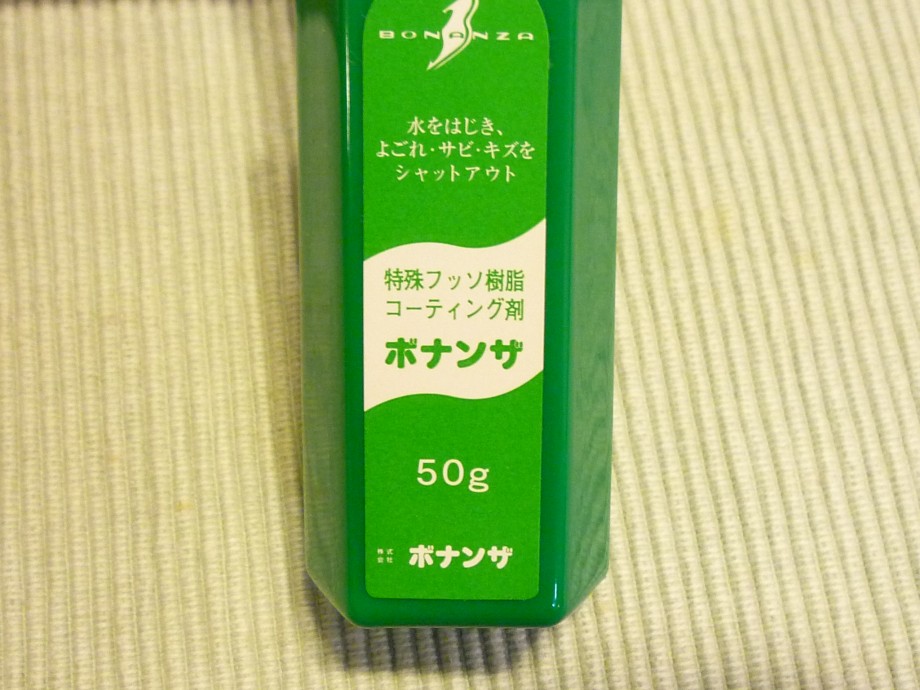 BONANZA
水をはじき、
よごれ・サビ・キズを
シャットアウト
特殊フッソ樹脂
コーティング剤
ボナンザ
50g
株式会社 ボナンザ